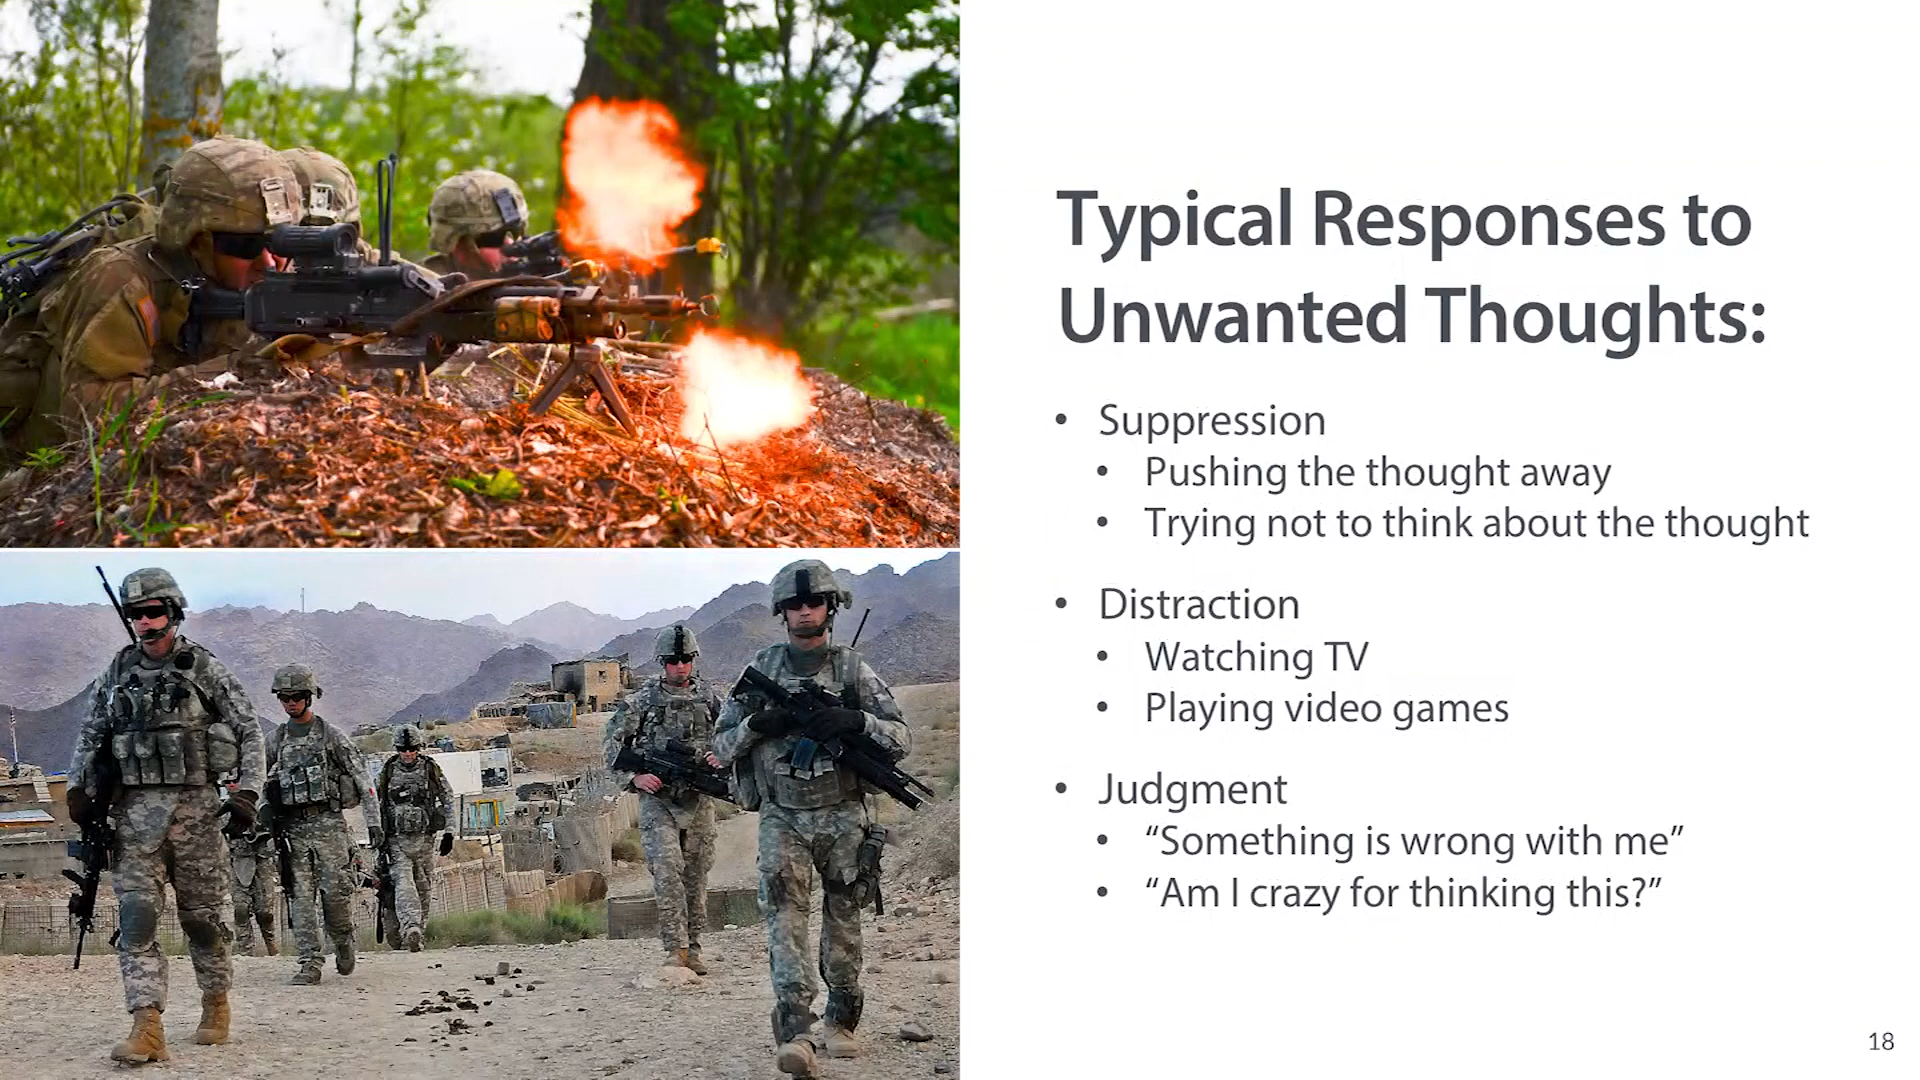 Typical Responses to
Unwanted Thoughts:
• Suppression
• Pushing the thought away
• Trying not to think about the thought
• Distraction
• Watching TV
• Playing video games
• Judgment
• “Something is wrong with me”
• “Am I crazy for thinking this?”
18